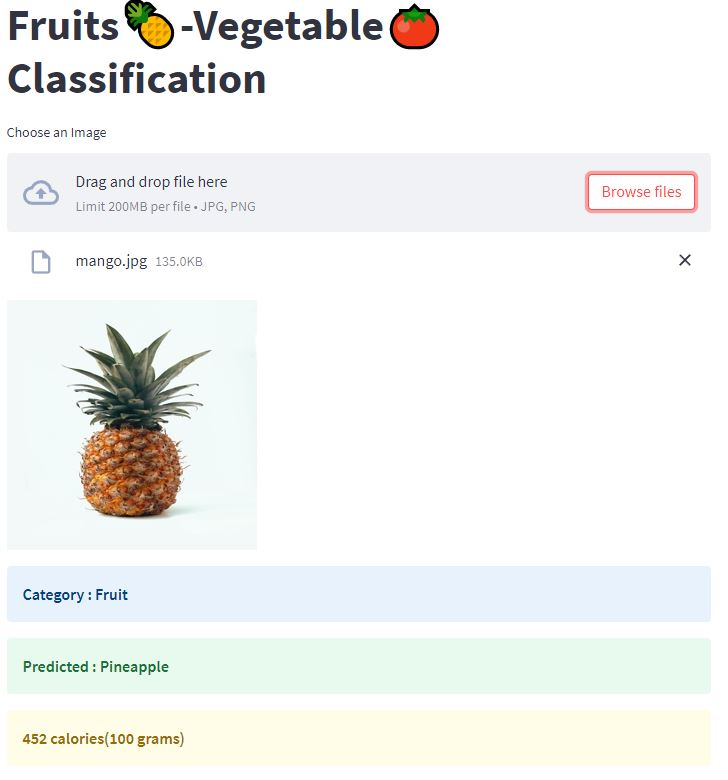 Fruits🍍-Vegetable🍅
Classification
Choose an Image
Drag and drop file here
Limit 200MB per file • JPG, PNG
Browse files
mango.jpg 135.0KB
Category : Fruit
Predicted : Pineapple
452 calories(100 grams)